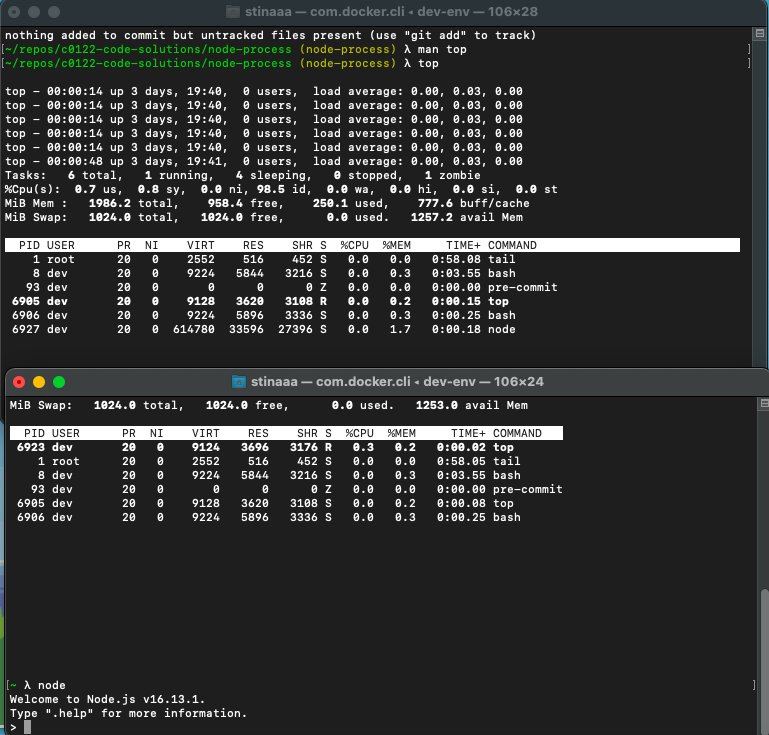 stinaaa — com.docker.cli ◂ dev-env — 106×28
nothing added to commit but untracked files present (use "git add" to track)
[~/repos/c0122-code-solutions/node-process (node-process) λ man top ]
[~/repos/c0122-code-solutions/node-process (node-process) λ top ]
top - 00:00:14 up 3 days, 19:40,  0 users,  load average: 0.00, 0.03, 0.00
top - 00:00:14 up 3 days, 19:40,  0 users,  load average: 0.00, 0.03, 0.00
top - 00:00:14 up 3 days, 19:40,  0 users,  load average: 0.00, 0.03, 0.00
top - 00:00:14 up 3 days, 19:40,  0 users,  load average: 0.00, 0.03, 0.00
top - 00:00:14 up 3 days, 19:40,  0 users,  load average: 0.00, 0.03, 0.00
top - 00:00:48 up 3 days, 19:41,  0 users,  load average: 0.00, 0.03, 0.00
Tasks:   6 total,   1 running,   4 sleeping,   0 stopped,   1 zombie
%Cpu(s):  0.7 us,  0.8 sy,  0.0 ni, 98.5 id,  0.0 wa,  0.0 hi,  0.0 si,  0.0 st
MiB Mem :   1986.2 total,    958.4 free,    250.1 used,    777.6 buff/cache
MiB Swap:   1024.0 total,   1024.0 free,      0.0 used.   1257.2 avail Mem
PID USER      PR  NI    VIRT    RES    SHR S  %CPU  %MEM     TIME+ COMMAND
1 root      20   0    2552    516    452 S   0.0   0.0   0:58.08 tail
8 dev       20   0    9224   5844   3216 S   0.0   0.3   0:03.55 bash
93 dev       20   0       0      0      0 Z   0.0   0.0   0:00.00 pre-commit
6905 dev       20   0    9128   3620   3108 R   0.0   0.2   0:00.15 top
6906 dev       20   0    9224   5896   3336 S   0.0   0.3   0:00.25 bash
6927 dev       20   0  614780  33596  27396 S   0.0   1.7   0:00.18 node
stinaaa — com.docker.cli ◂ dev-env — 106×24
MiB Swap:   1024.0 total,   1024.0 free,      0.0 used.   1253.0 avail Mem
PID USER      PR  NI    VIRT    RES    SHR S  %CPU  %MEM     TIME+ COMMAND
6923 dev       20   0    9124   3696   3176 R   0.3   0.2   0:00.02 top
1 root      20   0    2552    516    452 S   0.0   0.0   0:58.05 tail
8 dev       20   0    9224   5844   3216 S   0.0   0.3   0:03.55 bash
93 dev       20   0       0      0      0 Z   0.0   0.0   0:00.00 pre-commit
6905 dev       20   0    9128   3620   3108 S   0.0   0.2   0:00.08 top
6906 dev       20   0    9224   5896   3336 S   0.0   0.3   0:00.25 bash
[~ λ node ]
Welcome to Node.js v16.13.1.
Type ".help" for more information.
>